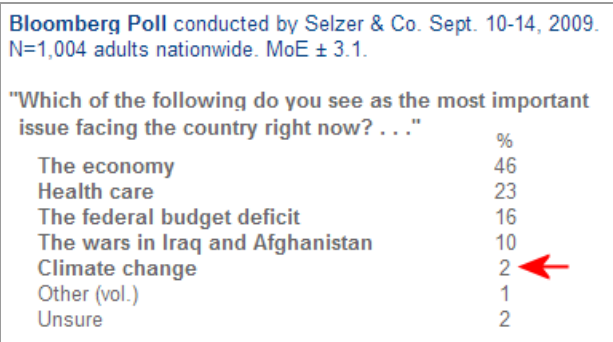 Bloomberg Poll conducted by Selzer & Co. Sept. 10-14, 2009.
N=1,004 adults nationwide. MoE ± 3.1.
"Which of the following do you see as the most important
issue facing the country right now? . . ."
%
The economy 46
Health care 23
The federal budget deficit 16
The wars in Iraq and Afghanistan 10
Climate change 2
Other (vol.) 1
Unsure 2